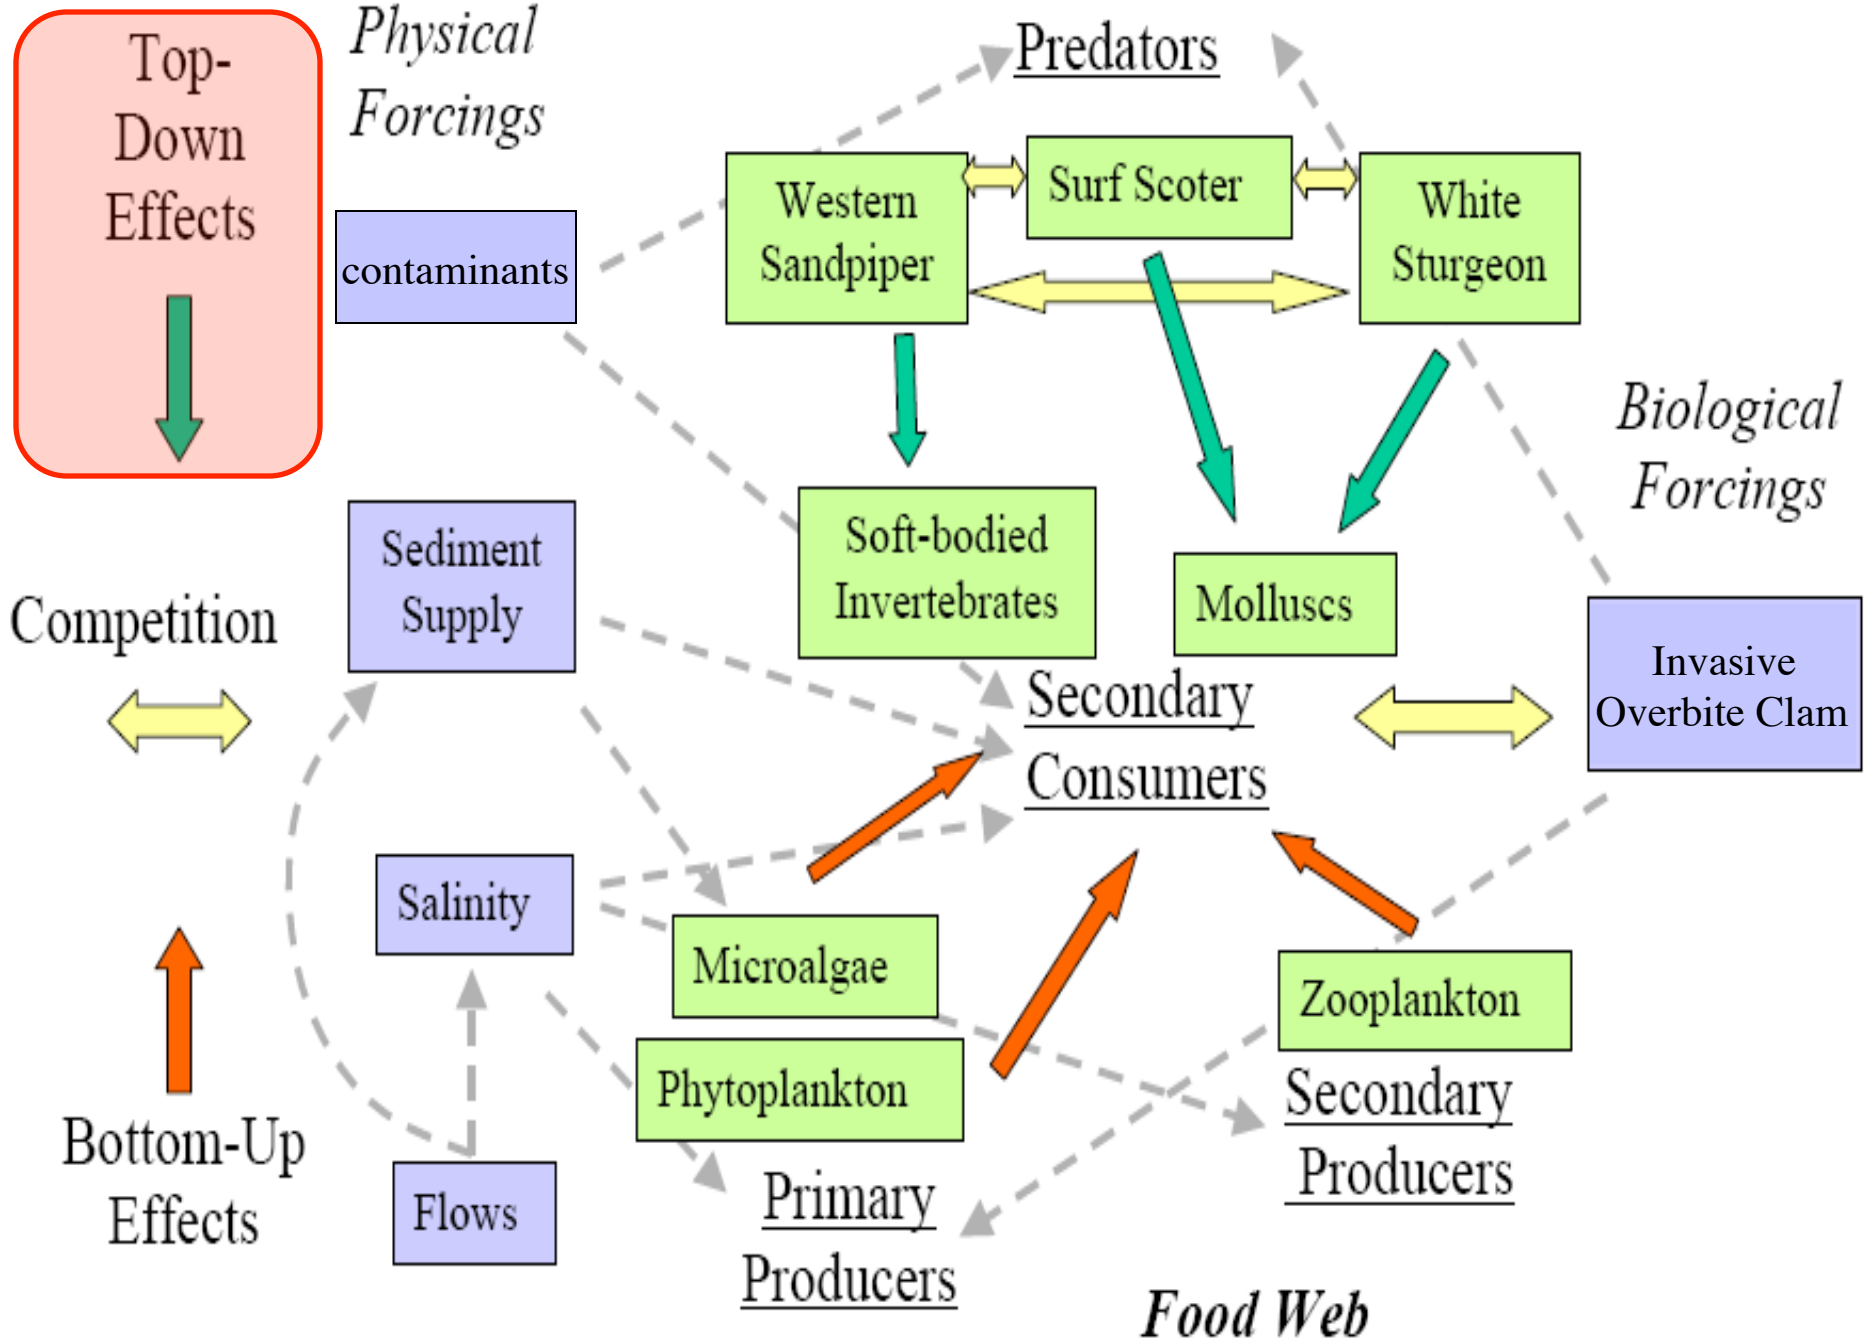 Top-
Down
Effects
Physical
Forcings
Predators
Western
Sandpiper
Surf Scoter
White
Sturgeon
contaminants
Biological
Forcings
Sediment
Supply
Soft-bodied
Invertebrates
Molluscs
Competition
Invasive
Overbite Clam
Secondary
Consumers
Salinity
Microalgae
Zooplankton
Phytoplankton
Secondary
Producers
Bottom-Up
Effects
Flows
Primary
Producers
Food Web